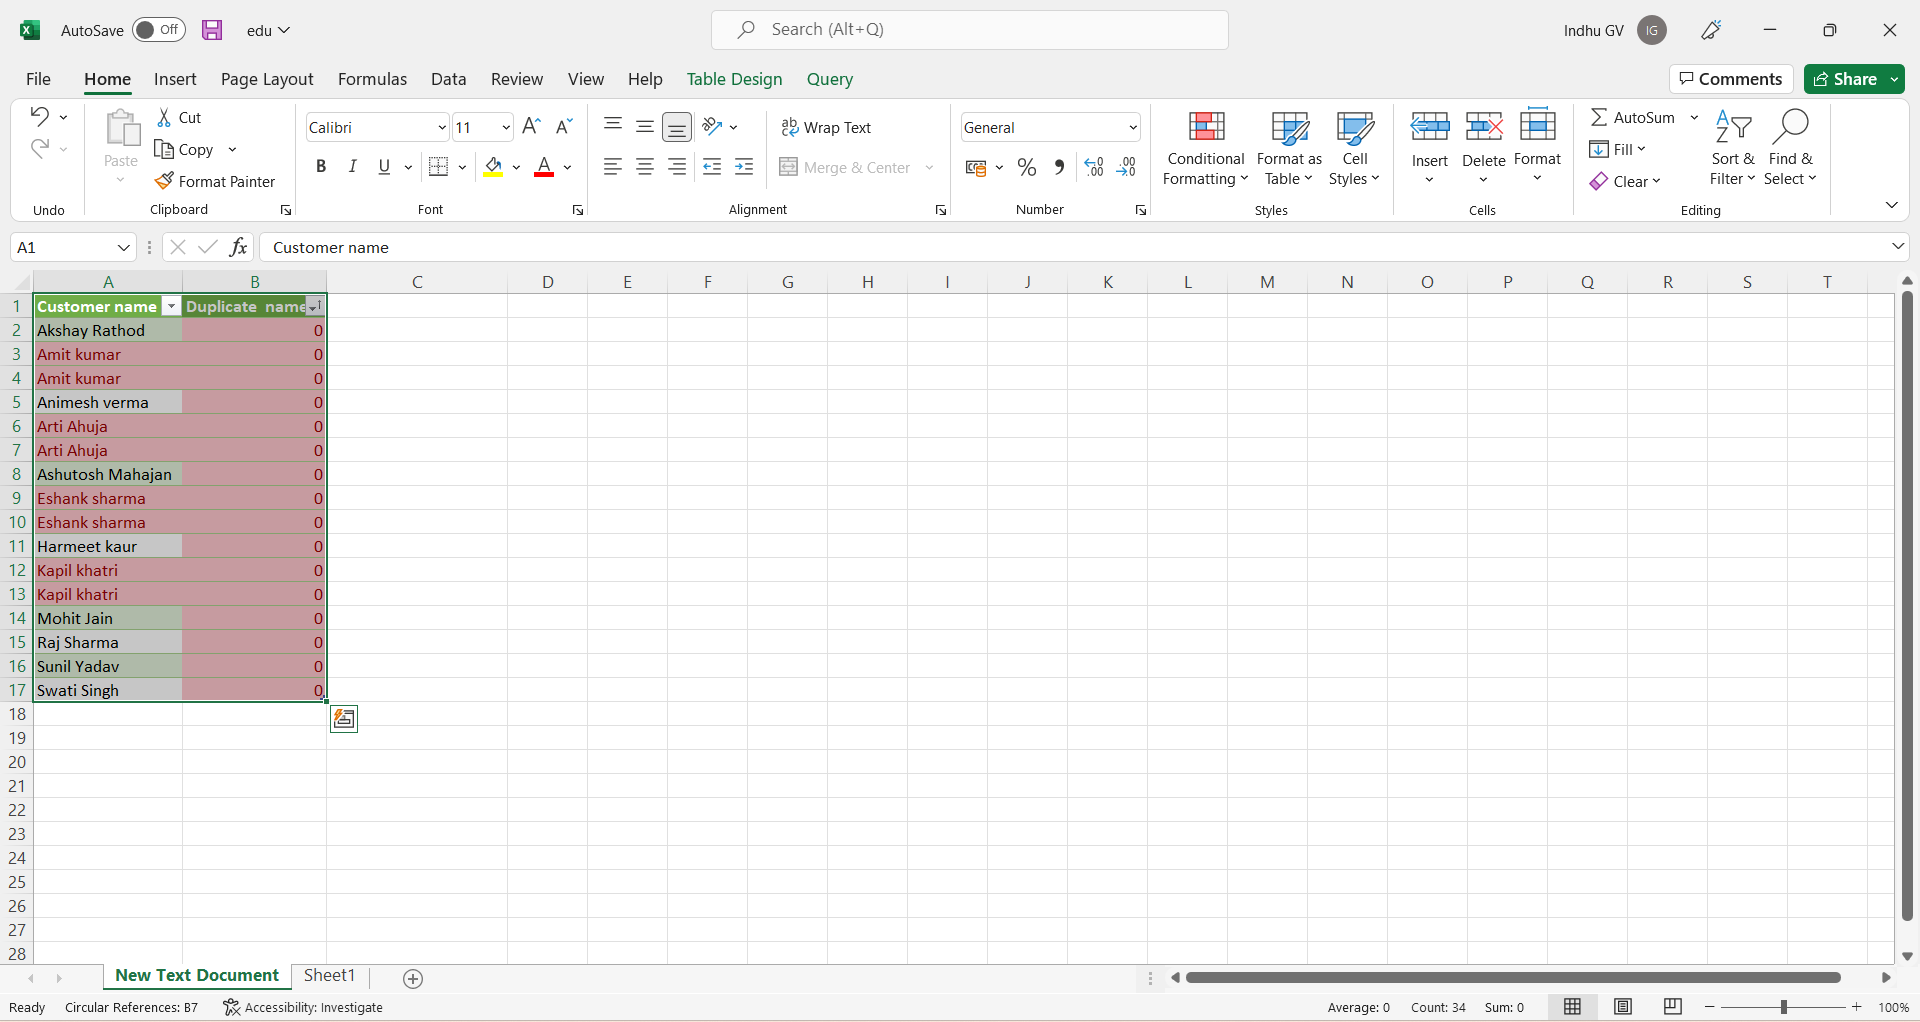 AutoSave Off edu Search (Alt+Q) Indhu GV IG
File Home Insert Page Layout Formulas Data Review View Help Table Design Query Comments Share
Paste
Cut
Copy
Format Painter
Undo
Clipboard
Calibri 11
B I U A
Font
ab Wrap Text
Merge & Center
Alignment
General
% 9 .00
Number
Conditional Formatting
Format as Table
Cell Styles
Styles
Insert Delete Format
Cells
AutoSum
Fill
Clear
Sort & Filter
Find & Select
Editing
A1 fx Customer name
A B C D E F G H I J K L M N O P Q R S T
1 Customer name Duplicate name
2 Akshay Rathod 0
3 Amit kumar 0
4 Amit kumar 0
5 Animesh verma 0
6 Arti Ahuja 0
7 Arti Ahuja 0
8 Ashutosh Mahajan 0
9 Eshank sharma 0
10 Eshank sharma 0
11 Harmeet kaur 0
12 Kapil khatri 0
13 Kapil khatri 0
14 Mohit Jain 0
15 Raj Sharma 0
16 Sunil Yadav 0
17 Swati Singh 0
18
19
20
21
22
23
24
25
26
27
28
New Text Document Sheet1
Ready Circular References: B7 Accessibility: Investigate Average: 0 Count: 34 Sum: 0 100%